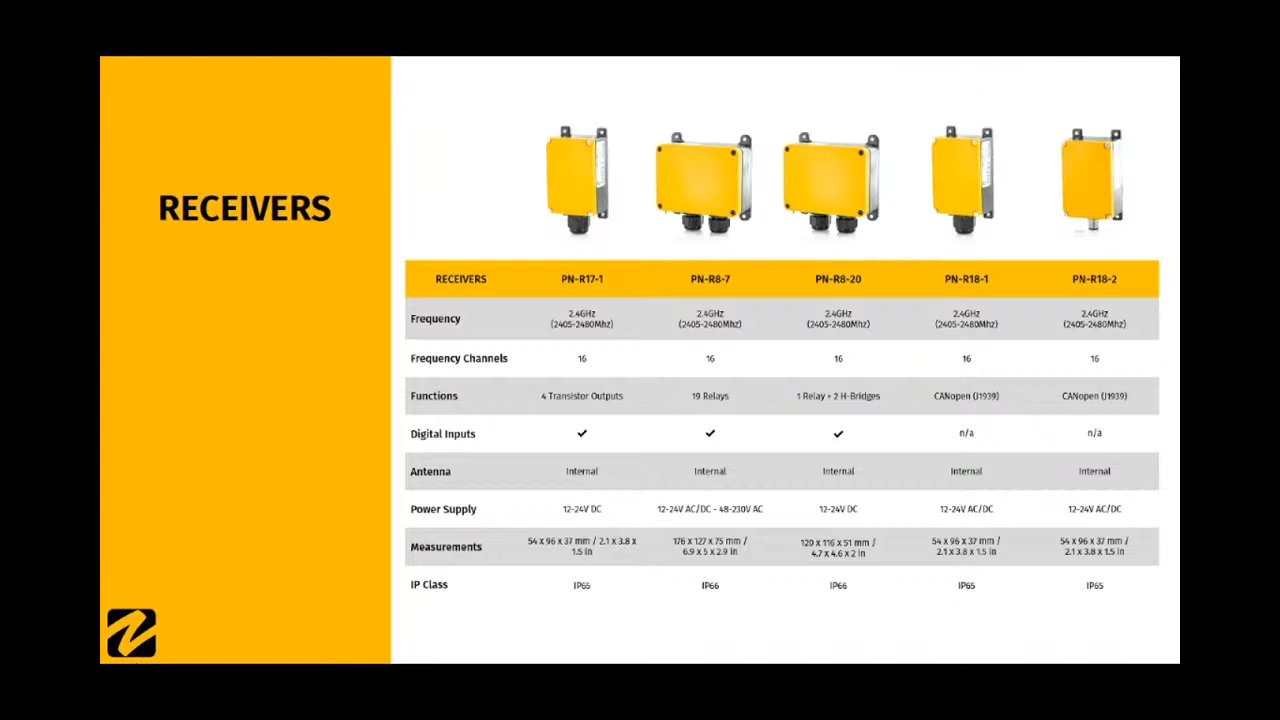 RECEIVERS
RECEIVERS PN-R17-1 PN-R8-7 PN-R8-20 PN-R18-1 PN-R18-2
Frequency 2.4GHz (2405-2480Mhz) 2.4GHz (2405-2480Mhz) 2.4GHz (2405-2480Mhz) 2.4GHz (2405-2480Mhz) 2.4GHz (2405-2480Mhz)
Frequency Channels 16 16 16 16 16
Functions 4 Transistor Outputs 19 Relays 1 Relay + 2 H-Bridges CANopen (J1939) CANopen (J1939)
Digital Inputs ✓ ✓ ✓ n/a n/a
Antenna Internal Internal Internal Internal Internal
Power Supply 12-24V DC 12-24V AC/DC - 48-230V AC 12-24V DC 12-24V AC/DC 12-24V AC/DC
Measurements 54 x 96 x 37 mm / 2.1 x 3.8 x 1.5 in 176 x 127 x 75 mm / 6.9 x 5 x 2.9 in 120 x 116 x 51 mm / 4.7 x 4.6 x 2 in 54 x 96 x 37 mm / 2.1 x 3.8 x 1.5 in 54 x 96 x 37 mm / 2.1 x 3.8 x 1.5 in
IP Class IP65 IP66 IP66 IP65 IP65